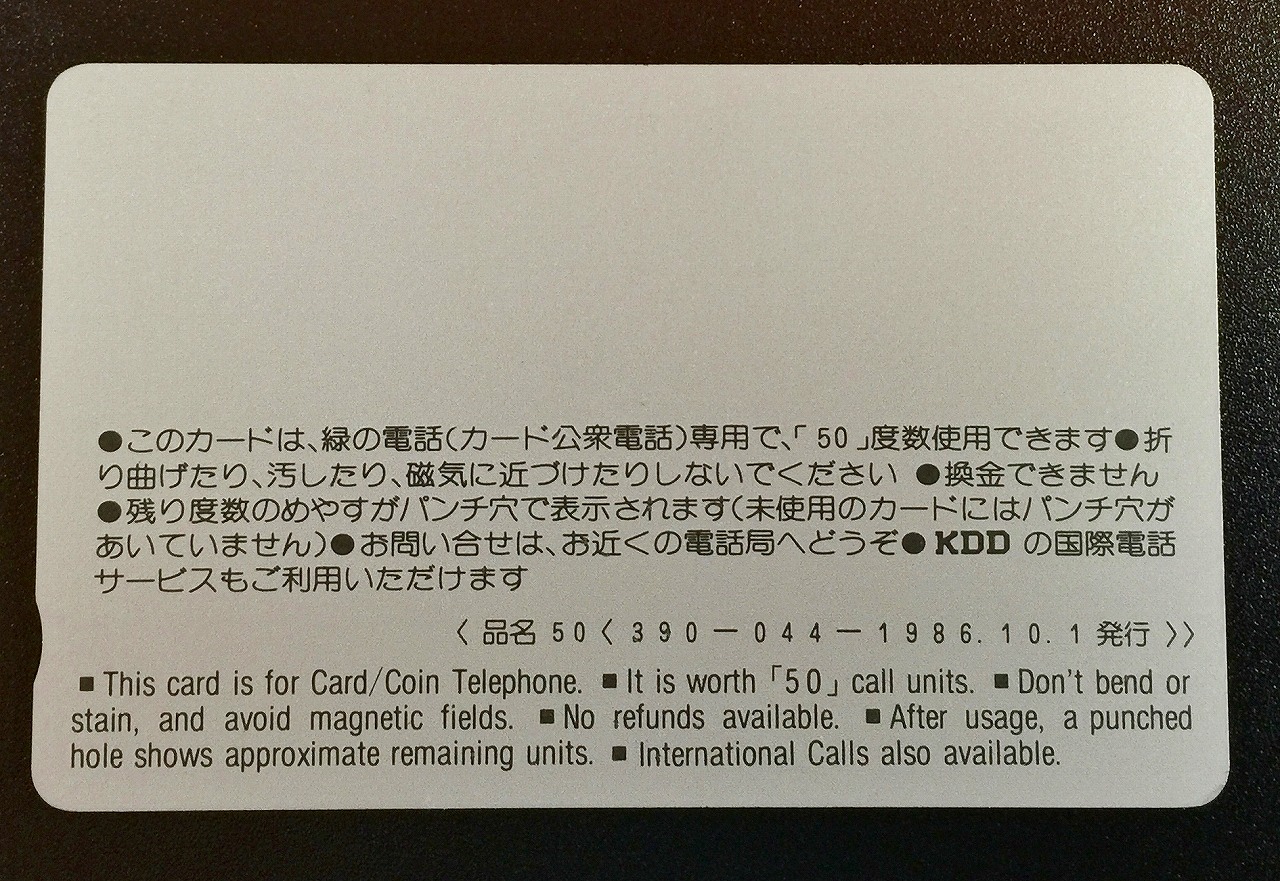 ●このカードは、緑の電話(カード公衆電話)専用で、「50」度数使用できます●折
り曲げたり、汚したり、磁気に近づけたりしないでください ●換金できません
●残り度数のめやすがパンチ穴で表示されます(未使用のカードにはパンチ穴が
あいていません)●お問い合せは、お近くの電話局へどうぞ● KDD の国際電話
サービスもご利用いただけます
〈 品名 50〈 390－044－1986.10.1 発行 〉〉
■ This card is for Card/Coin Telephone. ■ It is worth「50」call units. ■ Don't bend or
stain, and avoid magnetic fields. ■ No refunds available. ■ After usage, a punched
hole shows approximate remaining units. ■ International Calls also available.